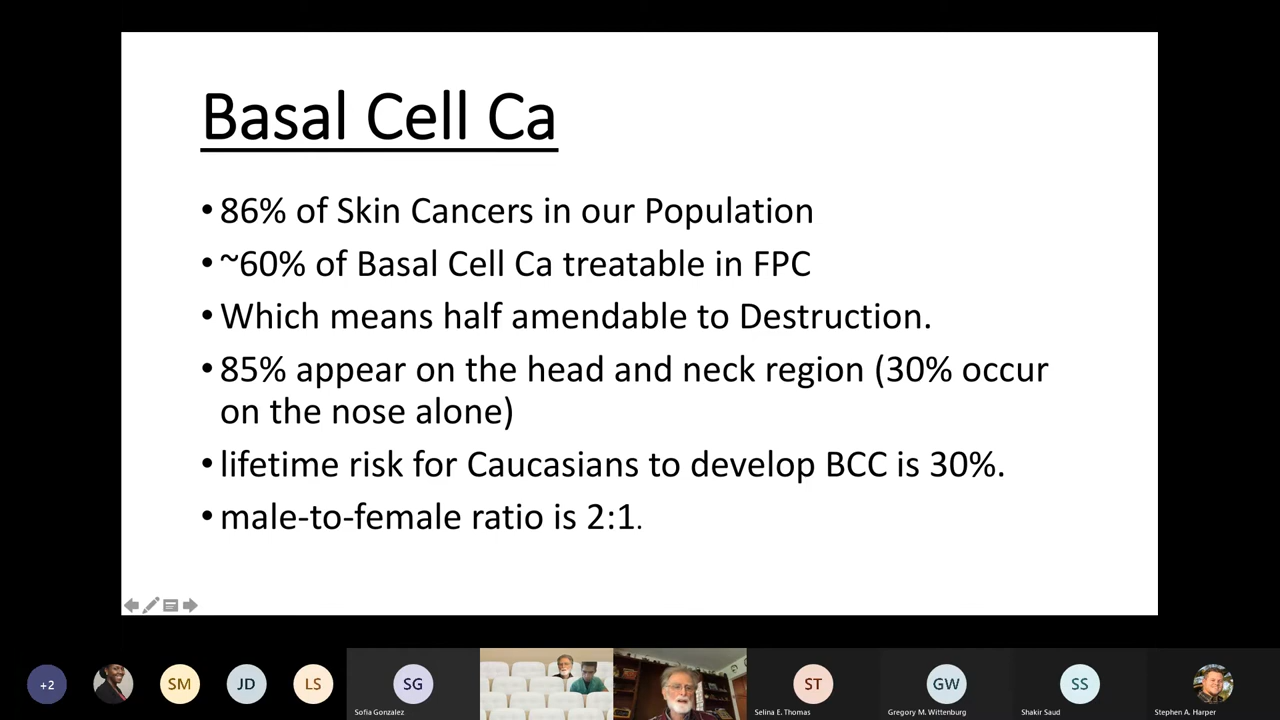 Basal Cell Ca
• 86% of Skin Cancers in our Population
• ~60% of Basal Cell Ca treatable in FPC
• Which means half amendable to Destruction.
• 85% appear on the head and neck region (30% occur
on the nose alone)
• lifetime risk for Caucasians to develop BCC is 30%.
• male-to-female ratio is 2:1.
+2
SM
JD
LS
SG
ST
GW
SS
Sofia Gonzalez
Selina E. Thomas
Gregory M. Wittenburg
Shakir Saud
Stephen A. Harper